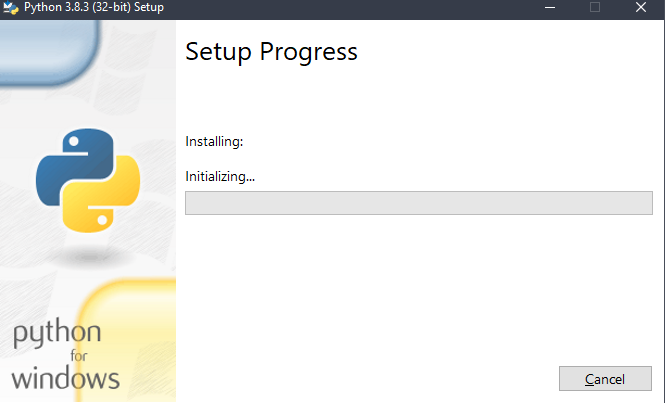 Python 3.8.3 (32-bit) Setup
Setup Progress
Installing:
Initializing...
python
for
windows
Cancel